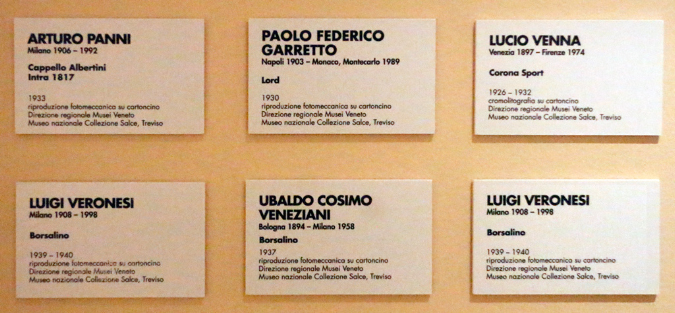 ARTURO PANNI
Milano 1906 – 1992
Cappello Albertini
Intra 1817
1933
riproduzione fotomeccanica su cartoncino
Direzione regionale Musei Veneto
Museo nazionale Collezione Salce, Treviso
PAOLO FEDERICO
GARRETTO
Napoli 1903 – Monaco, Montecarlo 1989
Lord
1930
riproduzione fotomeccanica su cartoncino
Direzione regionale Musei Veneto
Museo nazionale Collezione Salce, Treviso
LUCIO VENNA
Venezia 1897 – Firenze 1974
Corona Sport
1926 – 1932
cromolitografia su cartoncino
Direzione regionale Musei Veneto
Museo nazionale Collezione Salce, Treviso
LUIGI VERONESI
Milano 1908 – 1998
Borsalino
1939 – 1940
riproduzione fotomeccanica su cartoncino
Direzione regionale Musei Veneto
Museo nazionale Collezione Salce, Treviso
UBALDO COSIMO
VENEZIANI
Bologna 1894 – Milano 1958
Borsalino
1937
riproduzione fotomeccanica su cartoncino
Direzione regionale Musei Veneto
Museo nazionale Collezione Salce, Treviso
LUIGI VERONESI
Milano 1908 – 1998
Borsalino
1939 – 1940
riproduzione fotomeccanica su cartoncino
Direzione regionale Musei Veneto
Museo nazionale Collezione Salce, Treviso